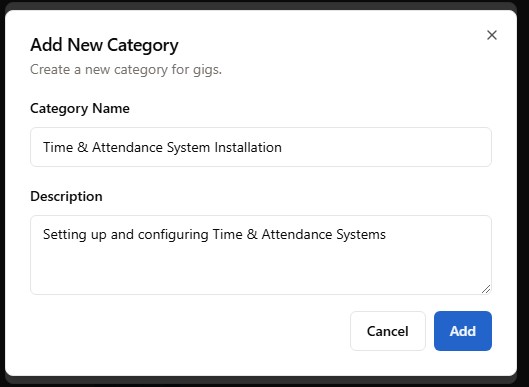 Add New Category
Create a new category for gigs.
Category Name
Time & Attendance System Installation
Description
Setting up and configuring Time & Attendance Systems
Cancel
Add